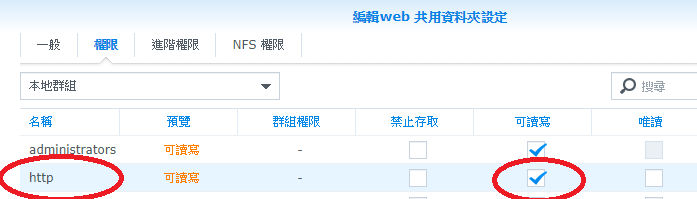 編輯web 共用資料夾設定
一般 權限 進階權限 NFS 權限
本地群組 搜尋
名稱 預覽 群組權限 禁止存取 可讀寫 唯讀
administrators 可讀寫 -
http 可讀寫 -